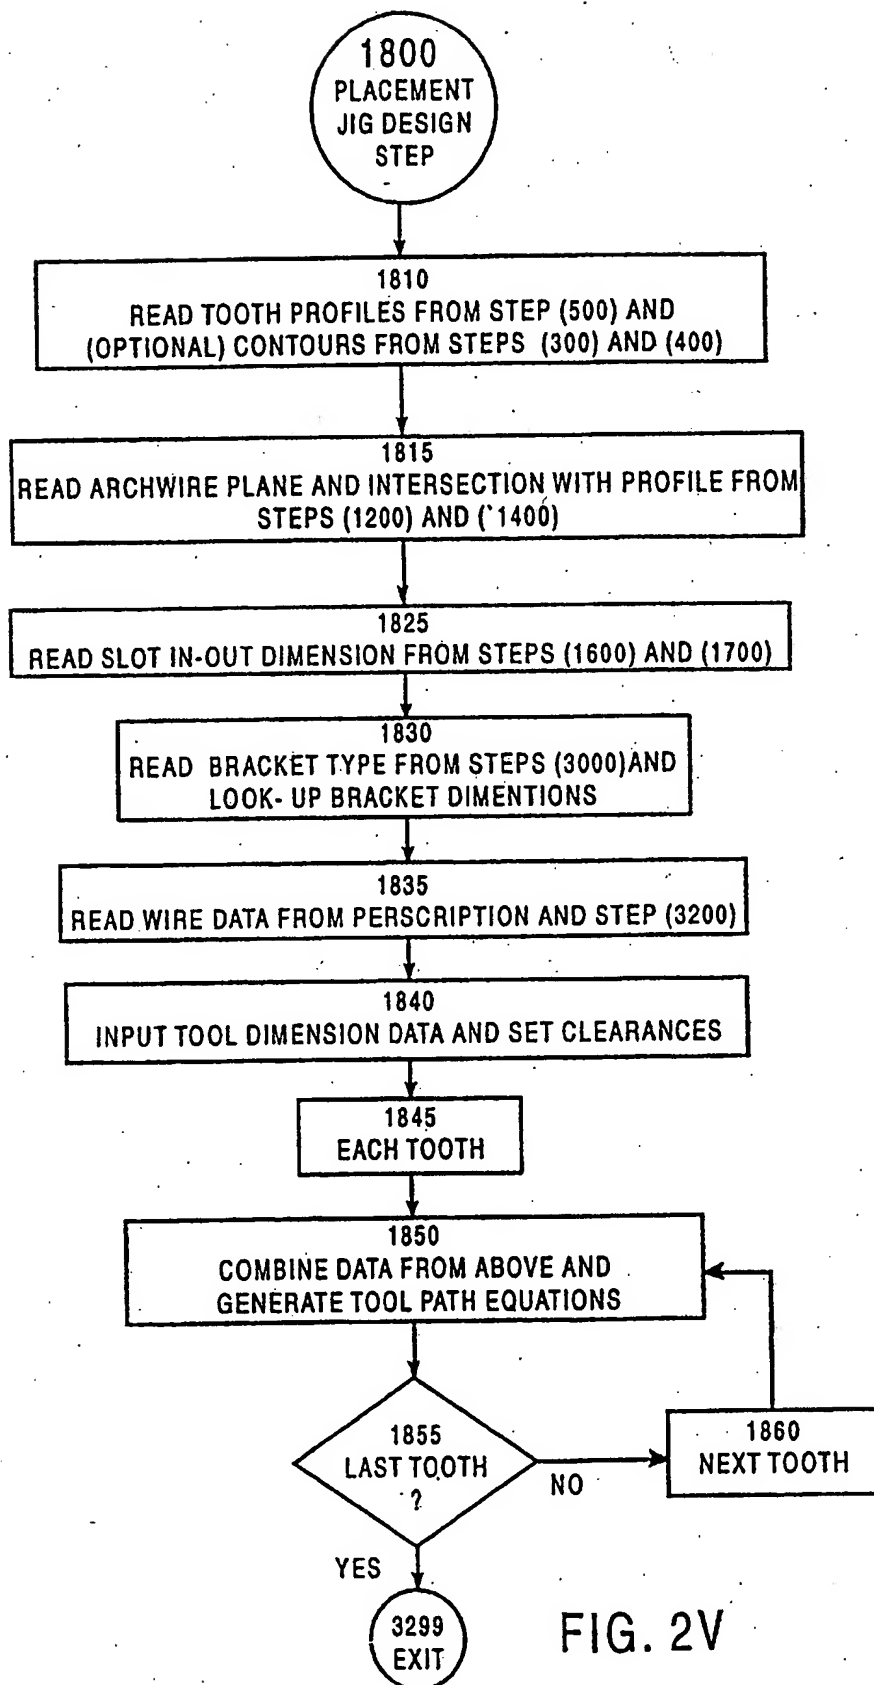 1800
PLACEMENT
JIG DESIGN
STEP
1810
READ TOOTH PROFILES FROM STEP (500) AND
(OPTIONAL) CONTOURS FROM STEPS (300) AND (400)
1815
READ ARCHWIRE PLANE AND INTERSECTION WITH PROFILE FROM
STEPS (1200) AND (1400)
1825
READ SLOT IN-OUT DIMENSION FROM STEPS (1600) AND (1700)
1830
READ BRACKET TYPE FROM STEPS (3000)AND
LOOK- UP BRACKET DIMENTIONS
1835
READ WIRE DATA FROM PERSCRIPTION AND STEP (3200)
1840
INPUT TOOL DIMENSION DATA AND SET CLEARANCES
1845
EACH TOOTH
1850
COMBINE DATA FROM ABOVE AND
GENERATE TOOL PATH EQUATIONS
1855
LAST TOOTH
?
NO
1860
NEXT TOOTH
YES
3299
EXIT
FIG. 2V